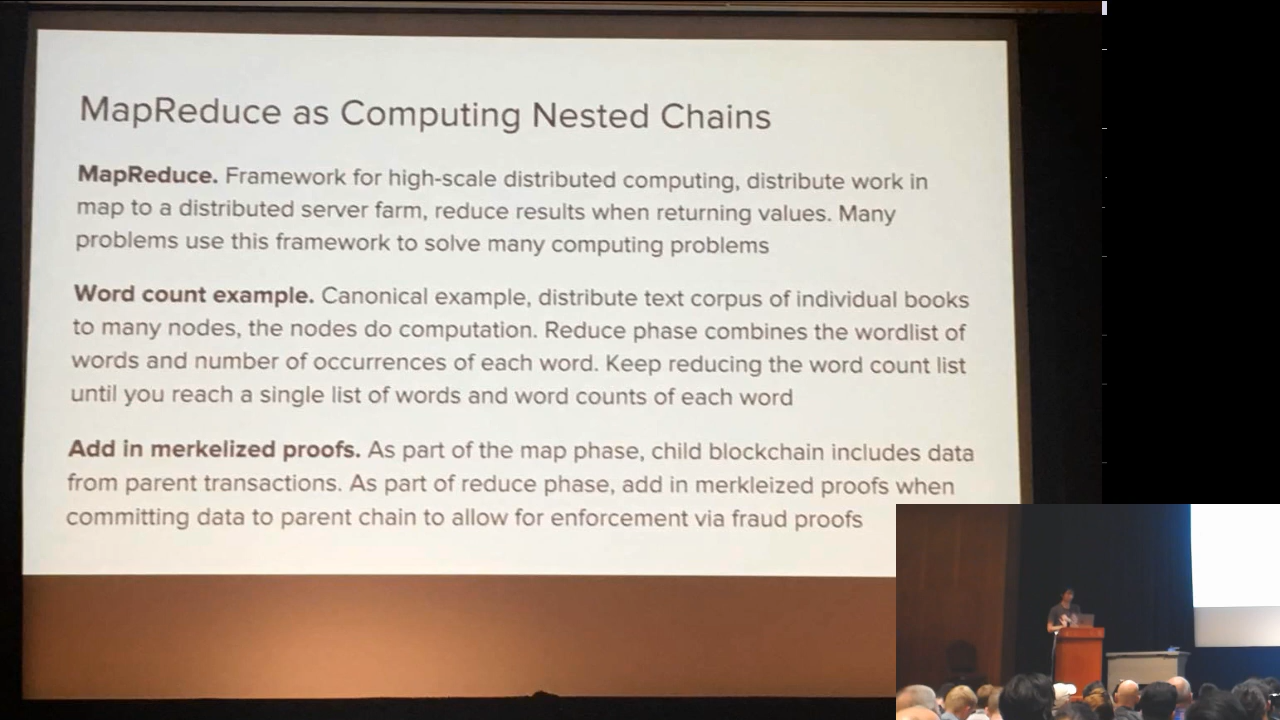 MapReduce as Computing Nested Chains
MapReduce. Framework for high-scale distributed computing, distribute work in
map to a distributed server farm, reduce results when returning values. Many
problems use this framework to solve many computing problems
Word count example. Canonical example, distribute text corpus of individual books
to many nodes, the nodes do computation. Reduce phase combines the wordlist of
words and number of occurrences of each word. Keep reducing the word count list
until you reach a single list of words and word counts of each word
Add in merkelized proofs. As part of the map phase, child blockchain includes data
from parent transactions. As part of reduce phase, add in merkleized proofs when
committing data to parent chain to allow for enforcement via fraud proofs